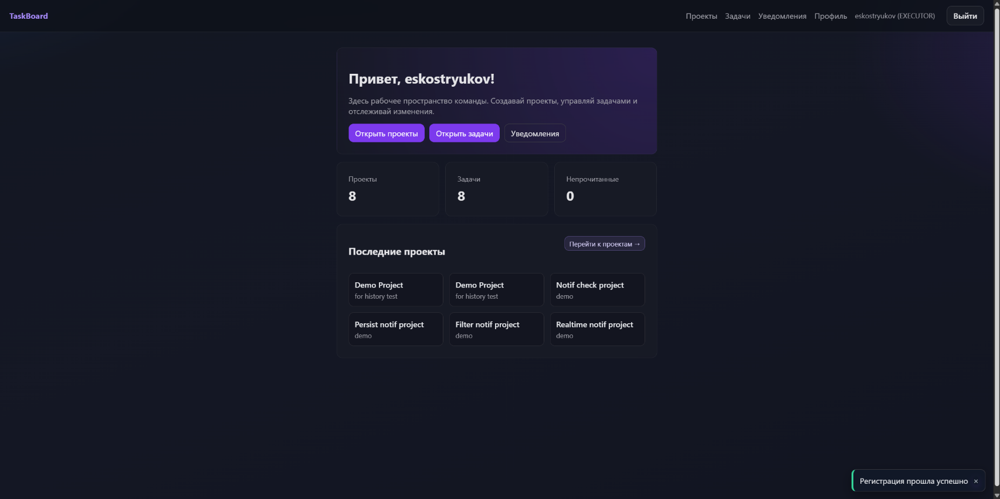 TaskBoard
Проекты
Задачи
Уведомления
Профиль
eskostryukov (EXECUTOR)
Выйти
Привет, eskostryukov!
Здесь рабочее пространство команды. Создавай проекты, управляй задачами и
отслеживай изменения.
Открыть проекты
Открыть задачи
Уведомления
Проекты
8
Задачи
8
Непрочитанные
0
Последние проекты
Перейти к проектам →
Demo Project
for history test
Demo Project
for history test
Notif check project
demo
Persist notif project
demo
Filter notif project
demo
Realtime notif project
demo
Регистрация прошла успешно ×